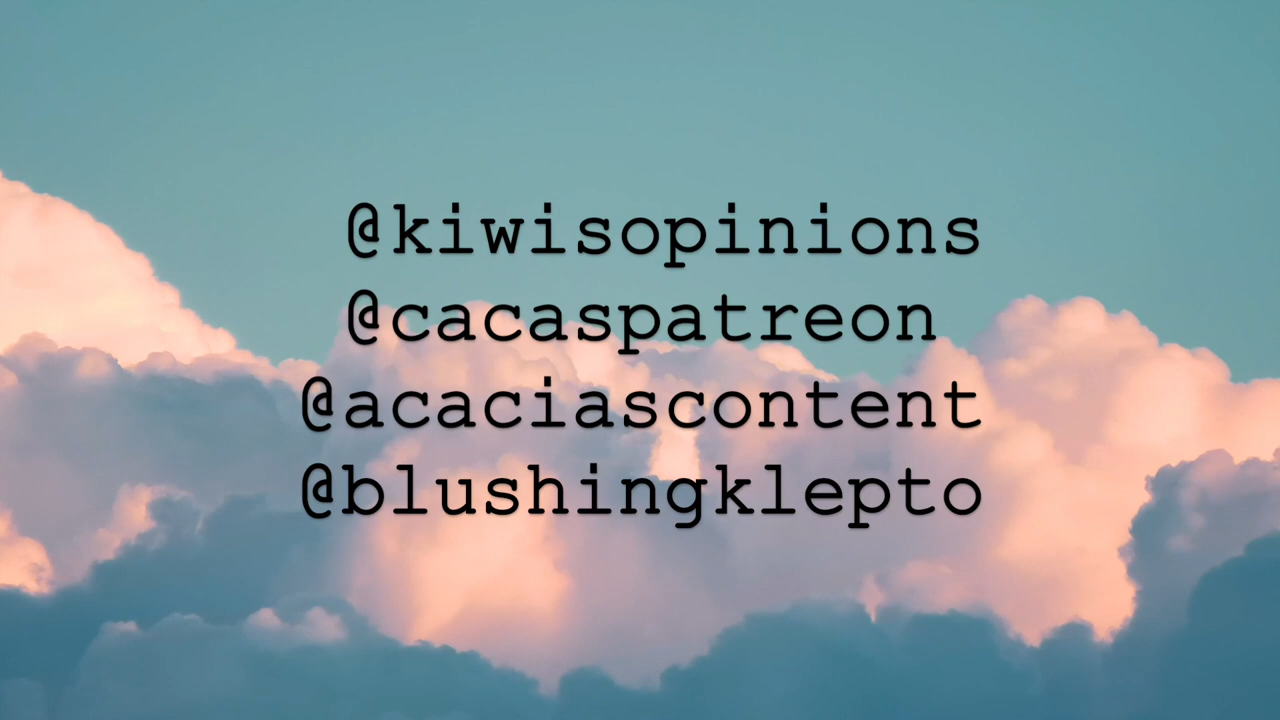 @kiwisopinions
@cacaspatreon
@acaciascontent
@blushingklepto